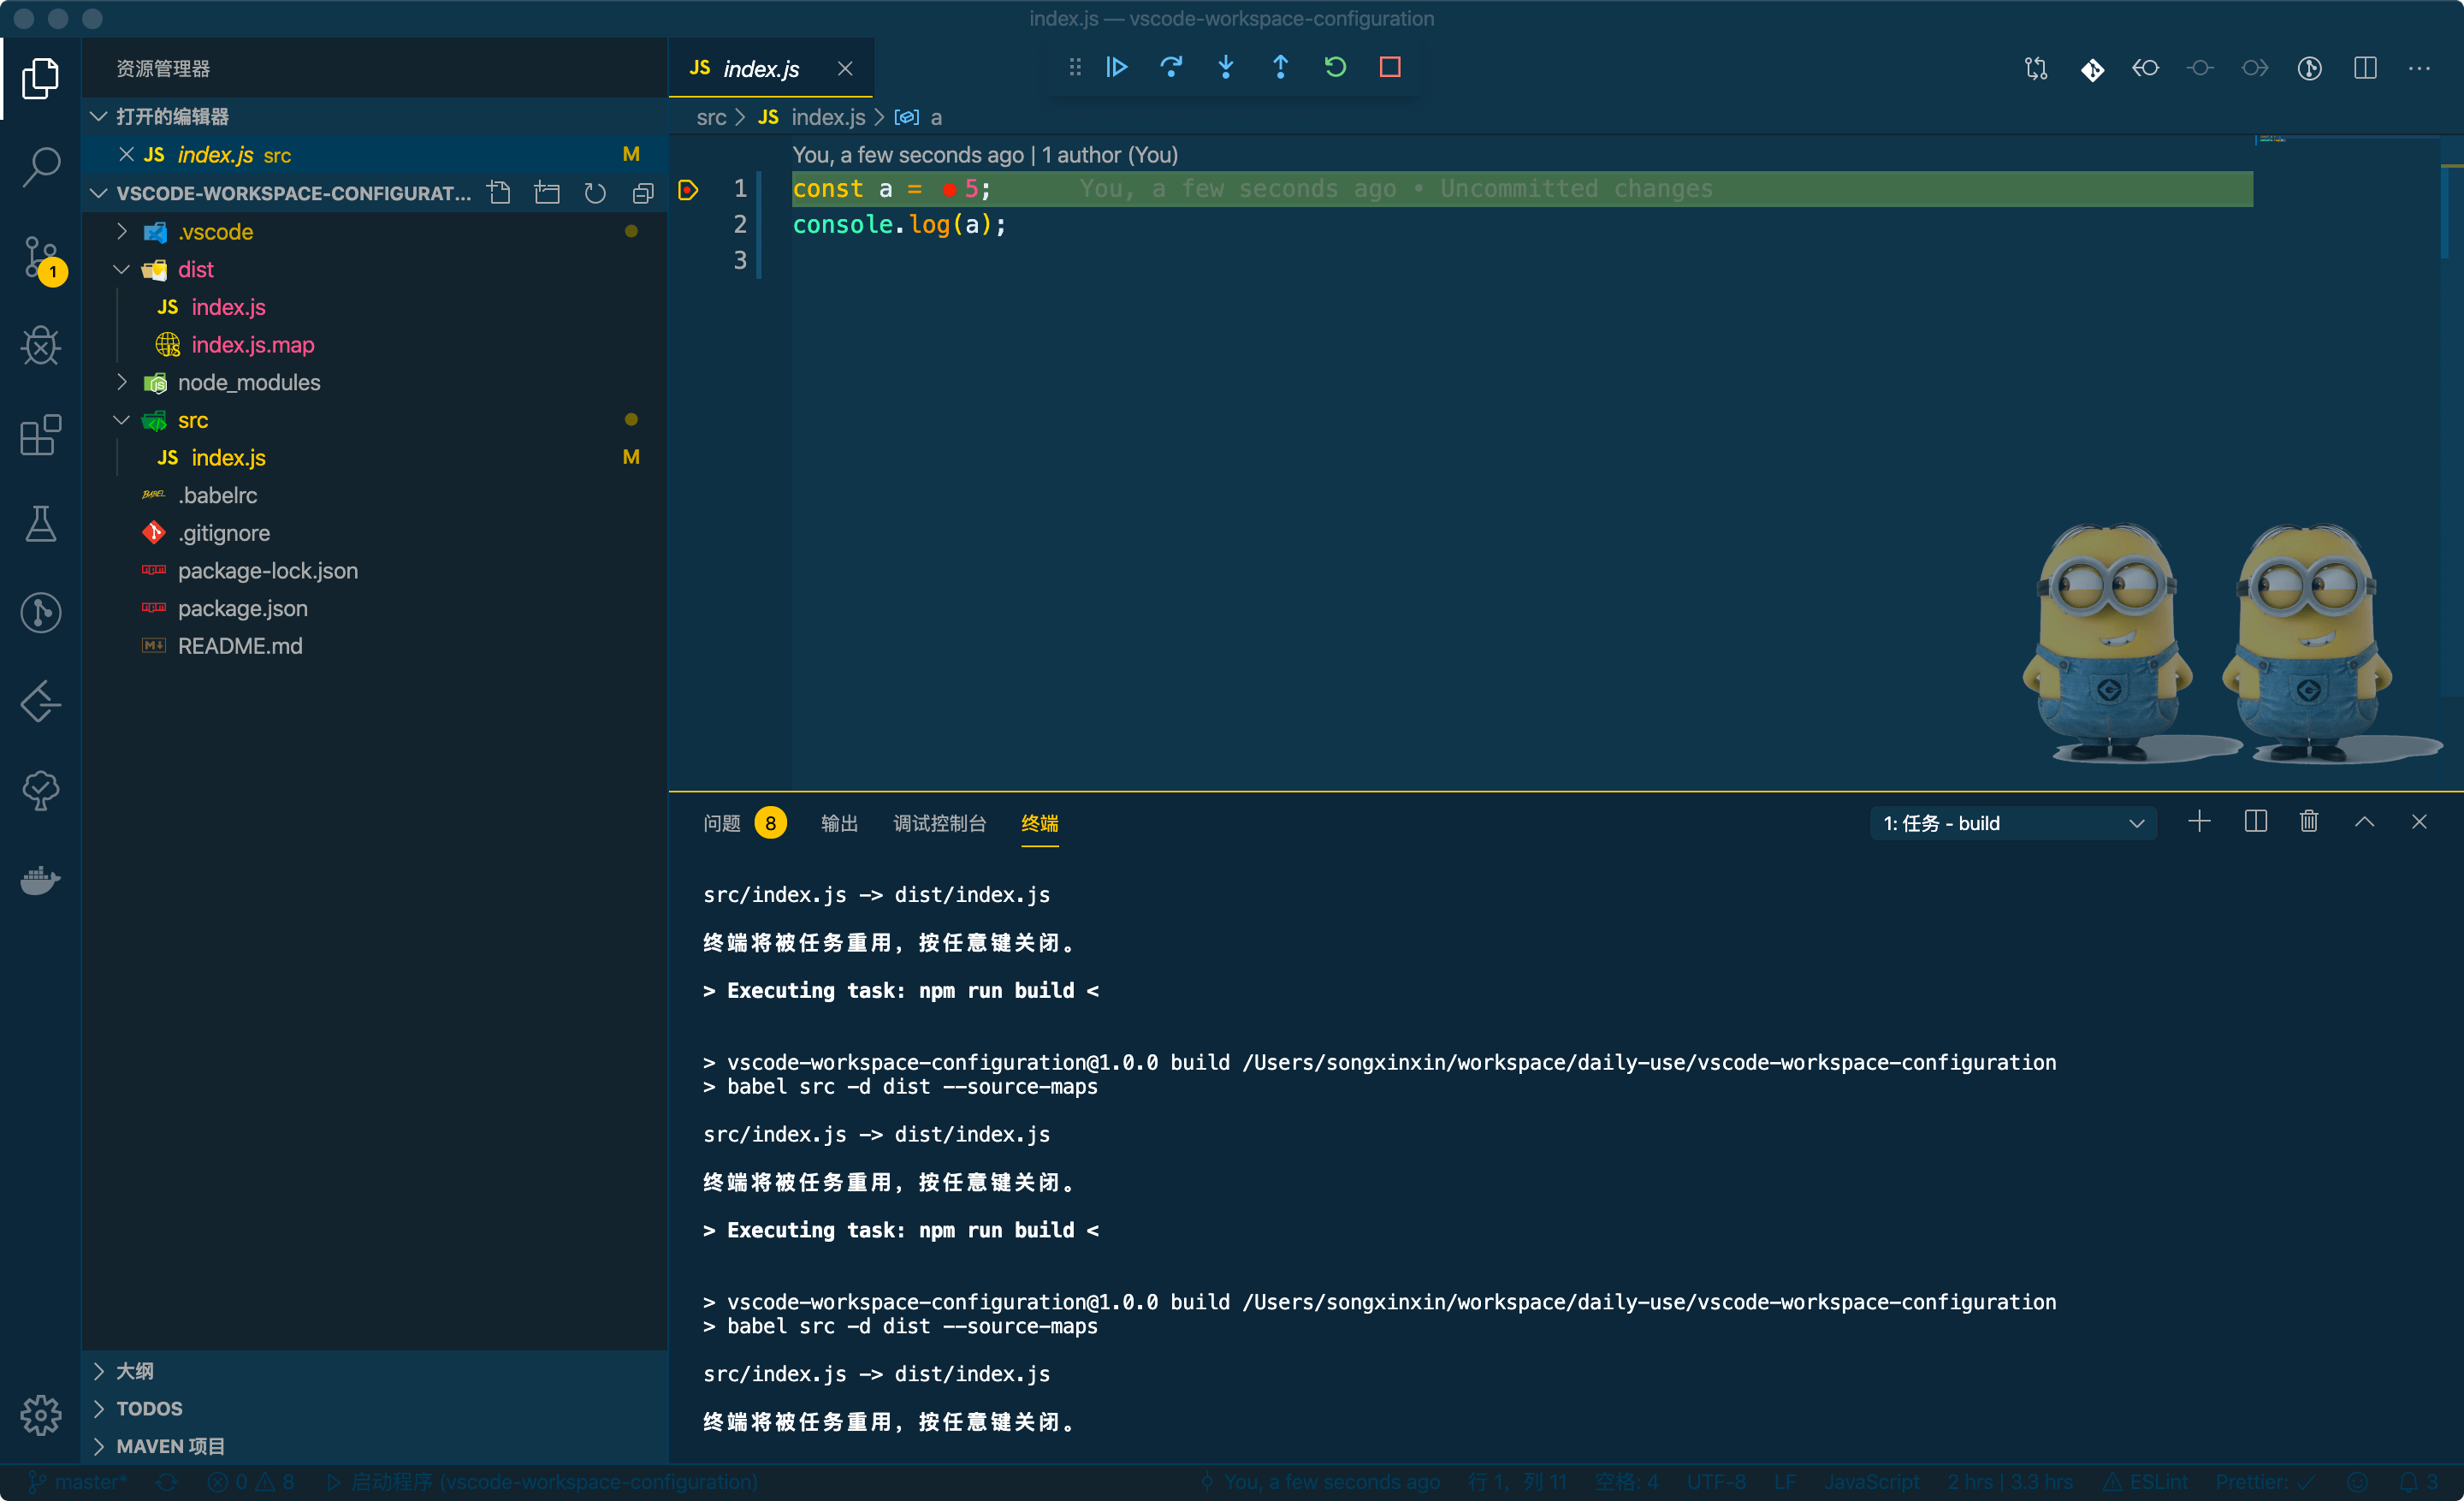 index.js — vscode-workspace-configuration
资源管理器
打开的编辑器
JS index.js src M
VSCODE-WORKSPACE-CONFIGURAT...
.vscode
dist
JS index.js
index.js.map
node_modules
src
JS index.js M
BABEL .babelrc
.gitignore
package-lock.json
package.json
README.md
大纲
TODOS
MAVEN 项目
1
JS index.js
src > JS index.js > a
You, a few seconds ago | 1 author (You)
1 const a = 5; You, a few seconds ago • Uncommitted changes
2 console.log(a);
3
问题 8 输出 调试控制台 终端 1: 任务 - build
src/index.js -> dist/index.js
终端将被任务重用，按任意键关闭。
> Executing task: npm run build <
> vscode-workspace-configuration@1.0.0 build /Users/songxinxin/workspace/daily-use/vscode-workspace-configuration
> babel src -d dist --source-maps
src/index.js -> dist/index.js
终端将被任务重用，按任意键关闭。
> Executing task: npm run build <
> vscode-workspace-configuration@1.0.0 build /Users/songxinxin/workspace/daily-use/vscode-workspace-configuration
> babel src -d dist --source-maps
src/index.js -> dist/index.js
终端将被任务重用，按任意键关闭。
master* 0 8 启动程序 (vscode-workspace-configuration) You, a few seconds ago 行 1，列 11 空格: 4 UTF-8 LF JavaScript 2 hrs | 3.3 hrs ESLint Prettier: ✓ 3